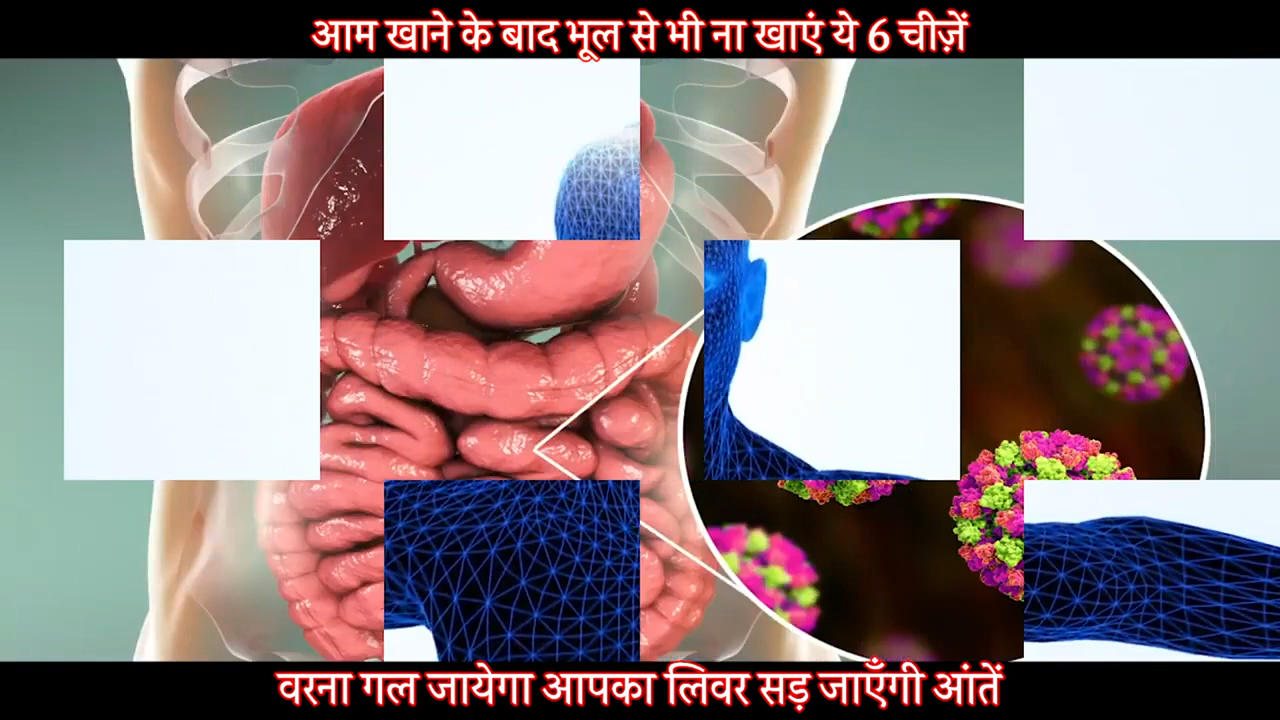 आम खाने के बाद भूल से भी ना खाएं ये 6 चीज़ें
वरना गल जायेगा आपका लिवर सड़ जाएँगी आंतें